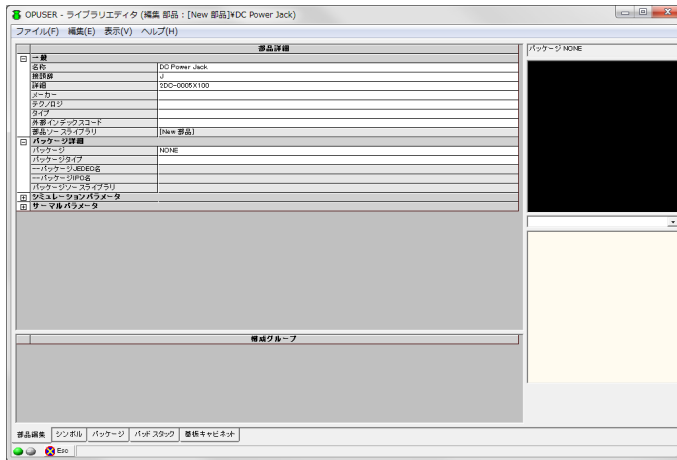 OPUSER - ライブラリエディタ (編集 部品 : [New 部品]¥DC Power Jack)
ファイル(F) 編集(E) 表示(V) ヘルプ(H)
部品詳細
パッケージ NONE
一般
名称 DC Power Jack
接頭辞 J
詳細 2DC-0005X100
メーカー
テクノロジ
タイプ
外部インデックスコード
部品ソースライブラリ [New 部品]
パッケージ詳細
パッケージ NONE
パッケージタイプ
--パッケージJEDEC名
--パッケージIPC名
パッケージソースライブラリ
シミュレーションパラメータ
サーマルパラメータ
構成グループ
部品編集 シンボル パッケージ パッド スタック 基板キャビネット
Esc